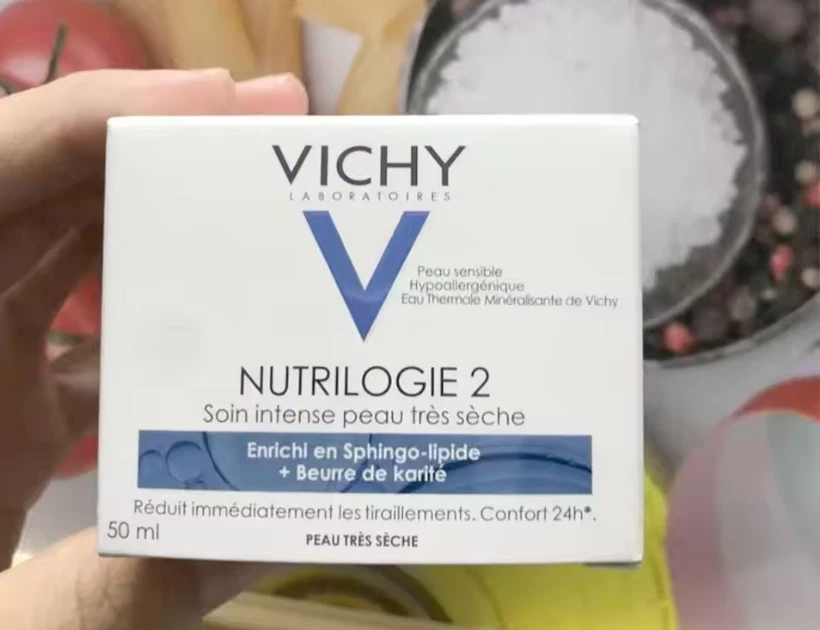 VICHY
LABORATOIRES
Peau sensible
Hypoallergénique
Eau Thermale Minéralisante de Vichy
NUTRILOGIE 2
Soin intense peau très sèche
Enrichi en Sphingo-lipide
+ Beurre de karité
Réduit immédiatement les tiraillements. Confort 24h*.
50 ml
PEAU TRÈS SÈCHE